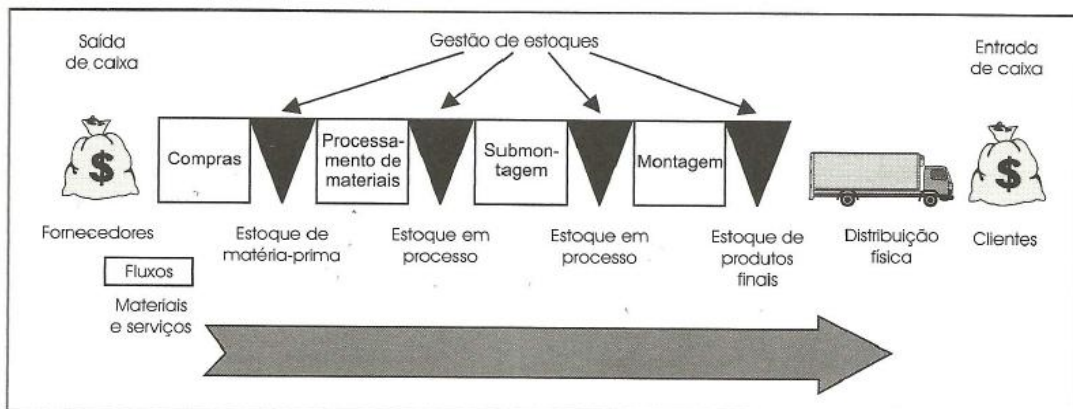 Saída
de caixa
Gestão de estoques
Entrada
de caixa
$
Compras
Processa-
mento de
materiais
Submon-
tagem
Montagem
$
Fornecedores
Estoque de
matéria-prima
Estoque em
processo
Estoque em
processo
Estoque de
produtos
finais
Distribuição
física
Clientes
Fluxos
Materiais
e serviços